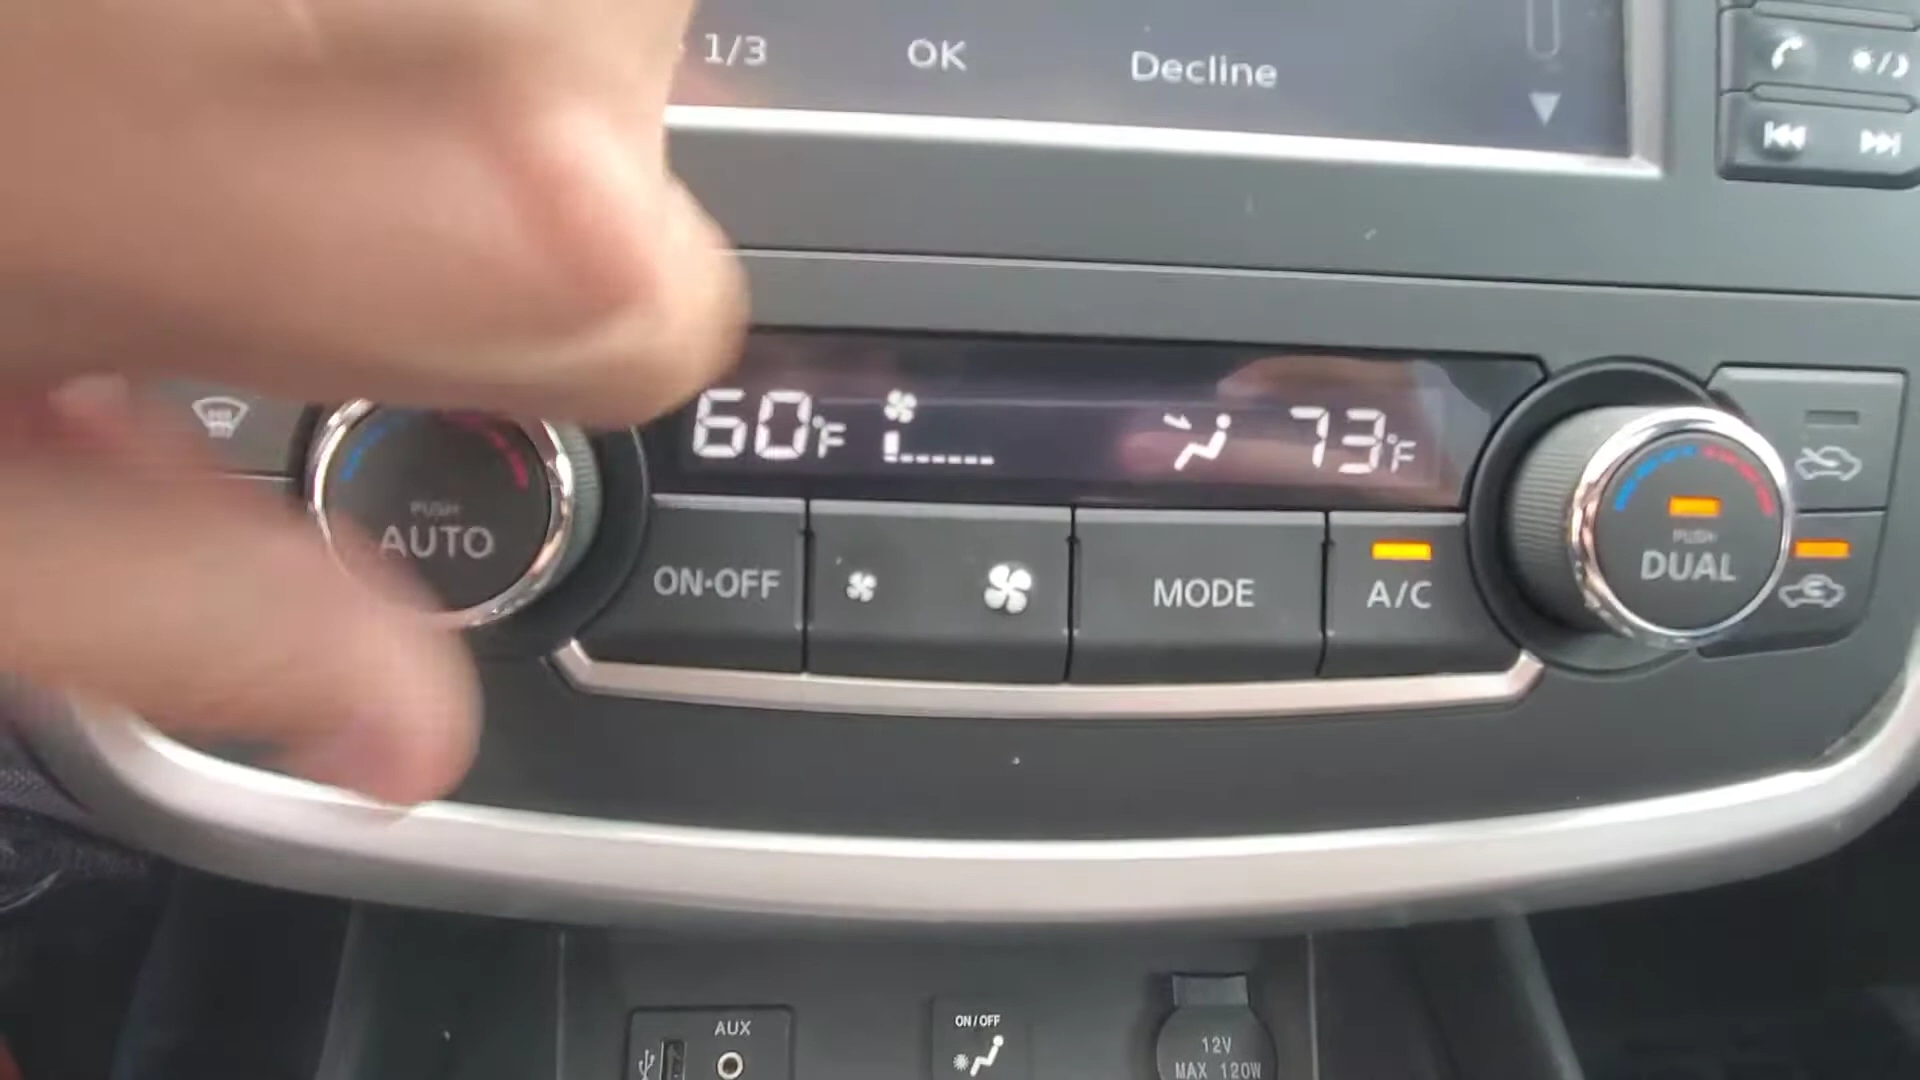 1/3 OK Decline
60°F 73°F
PUSH
AUTO
ON·OFF
MODE
A/C
PUSH
DUAL
AUX
ON/OFF
12V
MAX 120W